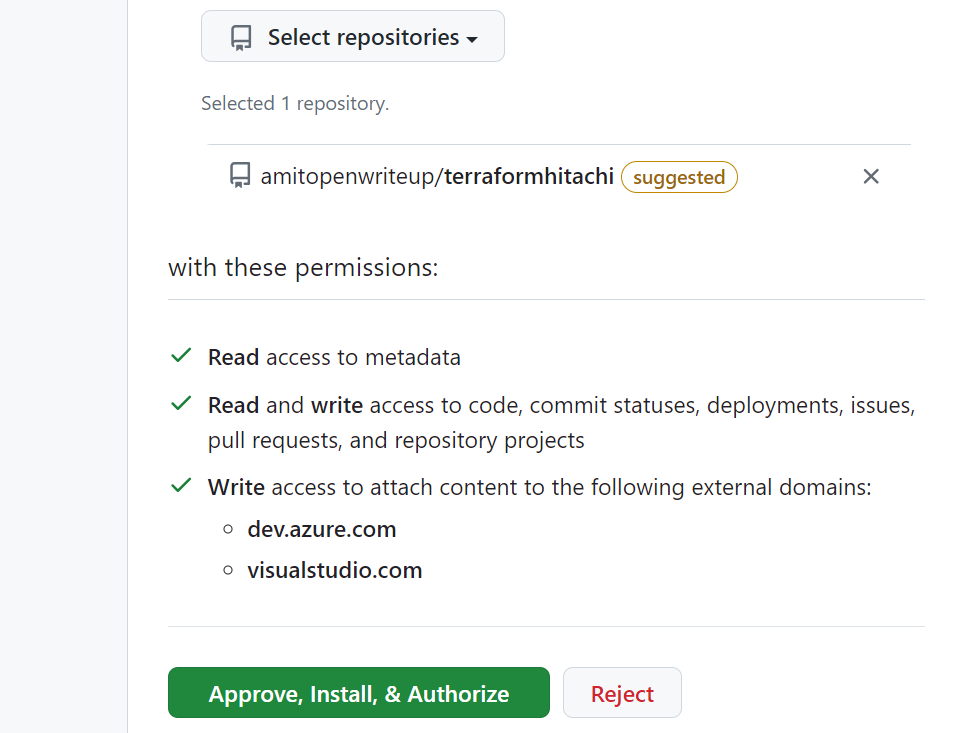 Select repositories
Selected 1 repository.
amitopenwriteup/terraformhitachi suggested
with these permissions:
Read access to metadata
Read and write access to code, commit statuses, deployments, issues,
pull requests, and repository projects
Write access to attach content to the following external domains:
dev.azure.com
visualstudio.com
Approve, Install, & Authorize Reject